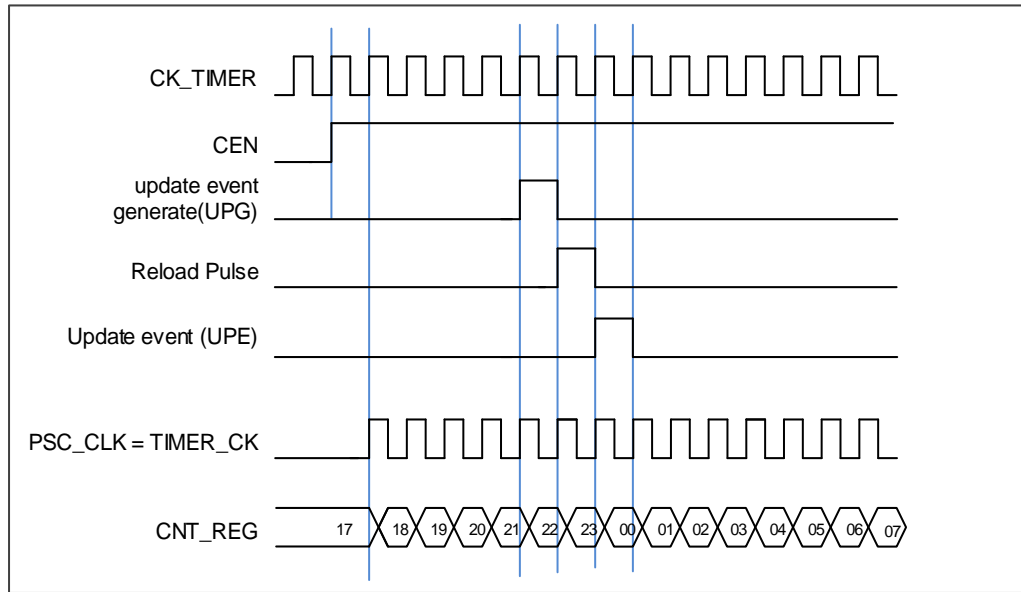 CK_TIMER
CEN
update event
generate(UPG)
Reload Pulse
Update event (UPE)
PSC_CLK = TIMER_CK
CNT_REG 17 18 19 20 21 22 23 00 01 02 03 04 05 06 07